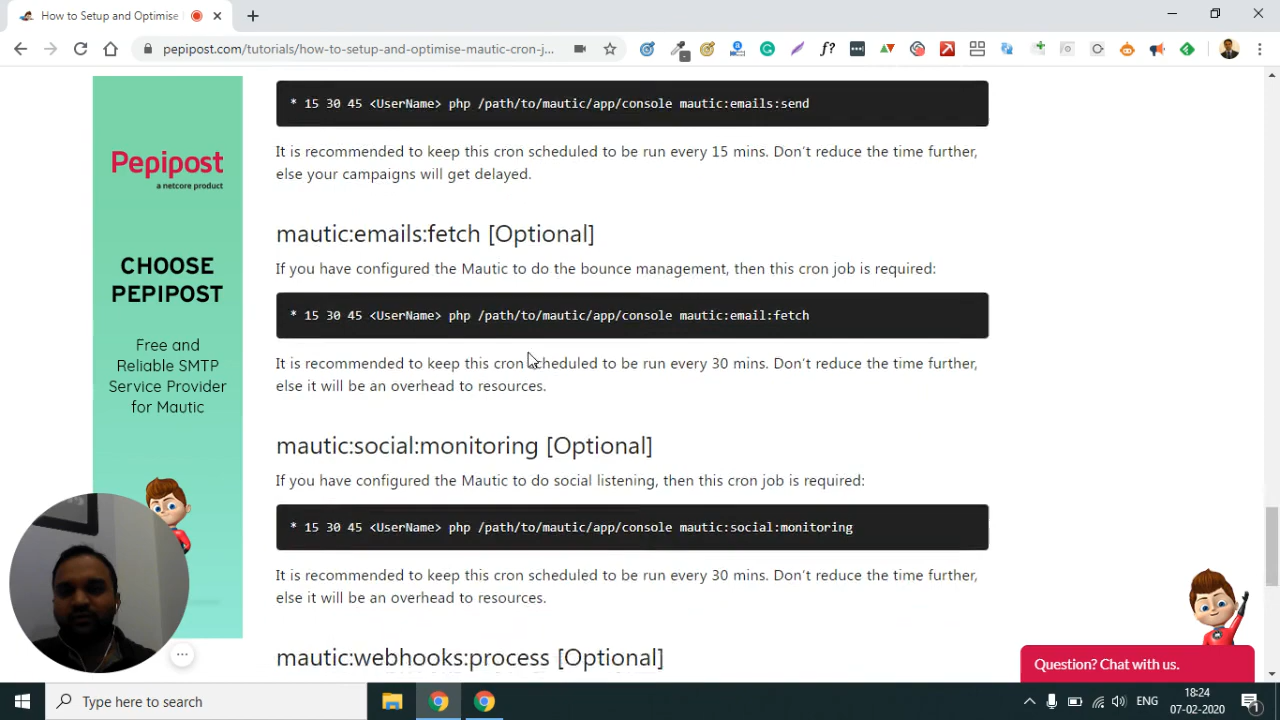 How to Setup and Optimise
pepipost.com/tutorials/how-to-setup-and-optimise-mautic-cron-j...
* 15 30 45 <UserName> php /path/to/mautic/app/console mautic:emails:send
It is recommended to keep this cron scheduled to be run every 15 mins. Don't reduce the time further,
else your campaigns will get delayed.
mautic:emails:fetch [Optional]
If you have configured the Mautic to do the bounce management, then this cron job is required:
* 15 30 45 <UserName> php /path/to/mautic/app/console mautic:email:fetch
It is recommended to keep this cron scheduled to be run every 30 mins. Don't reduce the time further,
else it will be an overhead to resources.
mautic:social:monitoring [Optional]
If you have configured the Mautic to do social listening, then this cron job is required:
* 15 30 45 <UserName> php /path/to/mautic/app/console mautic:social:monitoring
It is recommended to keep this cron scheduled to be run every 30 mins. Don't reduce the time further,
else it will be an overhead to resources.
mautic:webhooks:process [Optional]
Pepipost
a netcore product
CHOOSE
PEPIPOST
Free and
Reliable SMTP
Service Provider
for Mautic
Question? Chat with us.
Type here to search
ENG
18:24
07-02-2020